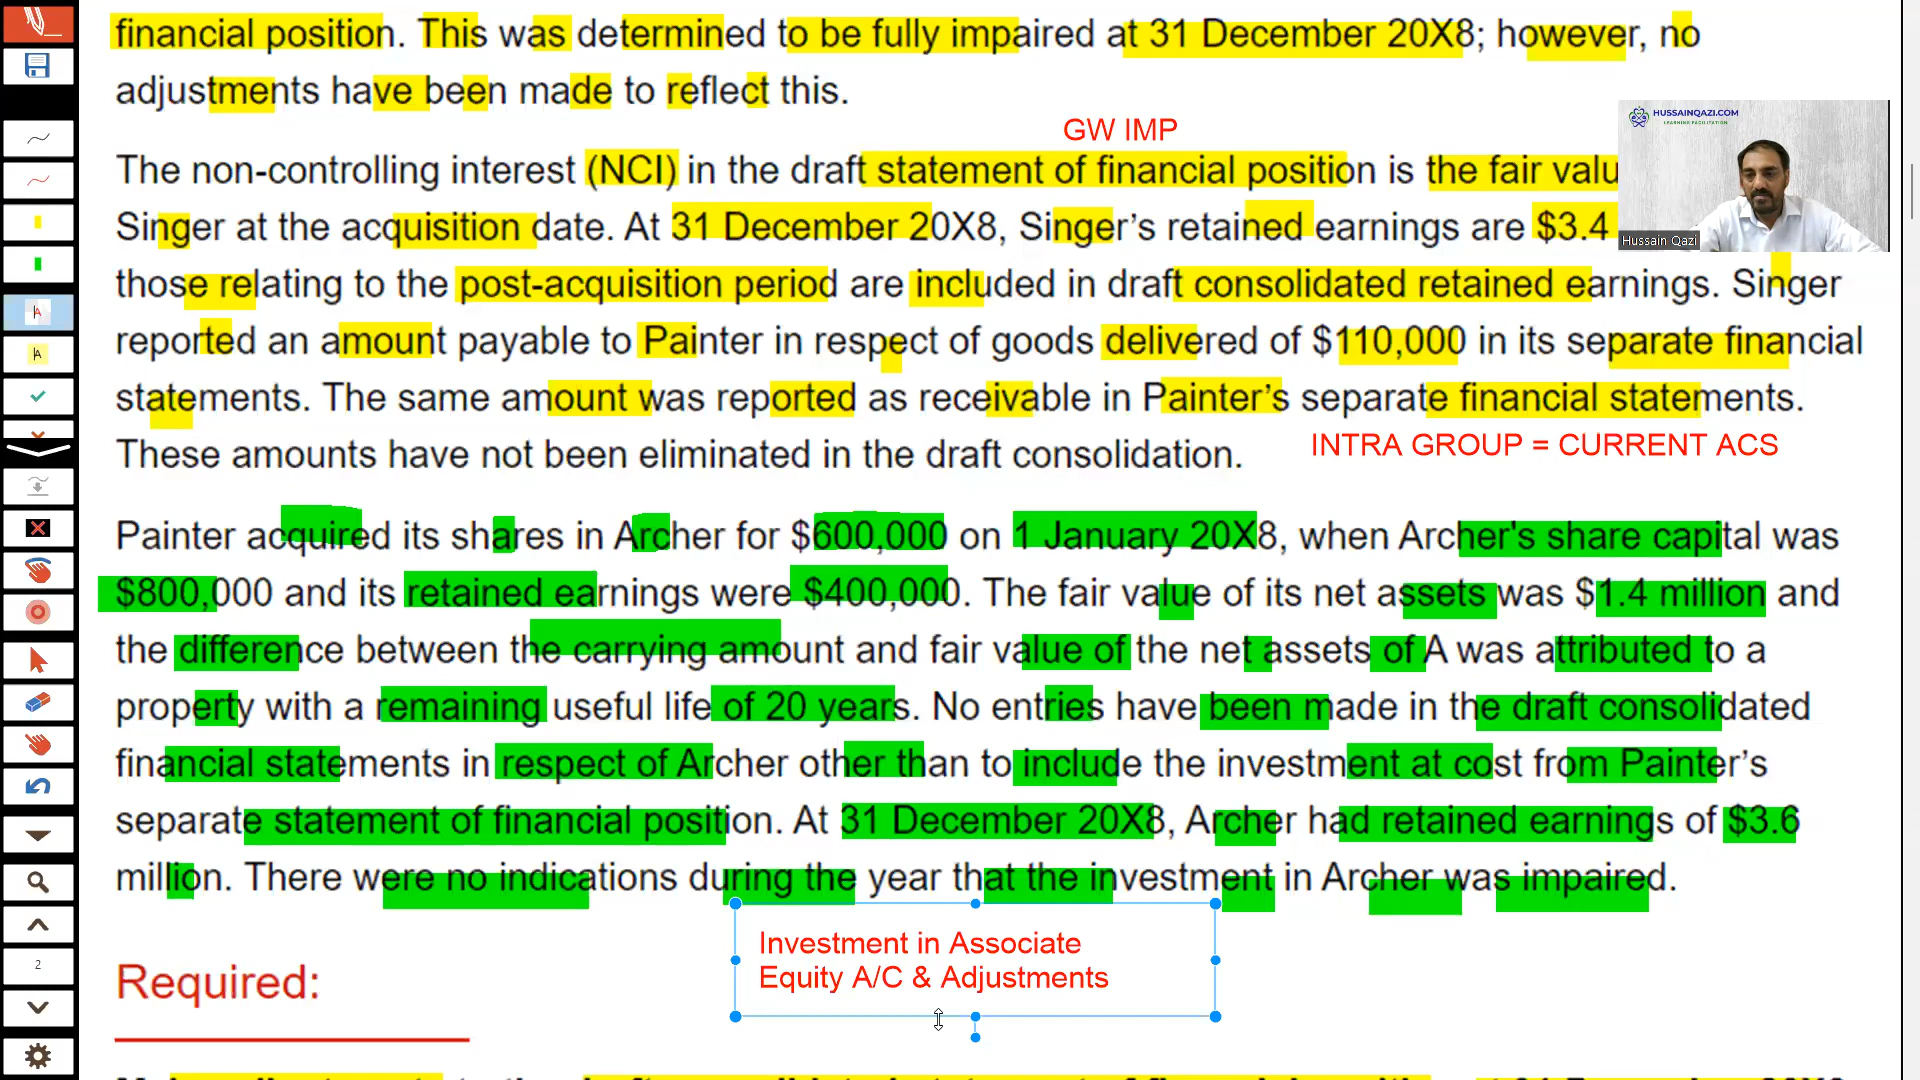 financial position. This was determined to be fully impaired at 31 December 20X8; however, no
adjustments have been made to reflect this.
GW IMP
HUSSAINQAZI.COM
LEARNING FACILITATION
The non-controlling interest (NCI) in the draft statement of financial position is the fair valu
Singer at the acquisition date. At 31 December 20X8, Singer's retained earnings are $3.4
Hussain Qazi
those relating to the post-acquisition period are included in draft consolidated retained earnings. Singer
reported an amount payable to Painter in respect of goods delivered of $110,000 in its separate financial
statements. The same amount was reported as receivable in Painter's separate financial statements.
These amounts have not been eliminated in the draft consolidation.
INTRA GROUP = CURRENT ACS
Painter acquired its shares in Archer for $600,000 on 1 January 20X8, when Archer's share capital was
$800,000 and its retained earnings were $400,000. The fair value of its net assets was $1.4 million and
the difference between the carrying amount and fair value of the net assets of A was attributed to a
property with a remaining useful life of 20 years. No entries have been made in the draft consolidated
financial statements in respect of Archer other than to include the investment at cost from Painter's
separate statement of financial position. At 31 December 20X8, Archer had retained earnings of $3.6
million. There were no indications during the year that the investment in Archer was impaired.
Investment in Associate
Equity A/C & Adjustments
Required:
2